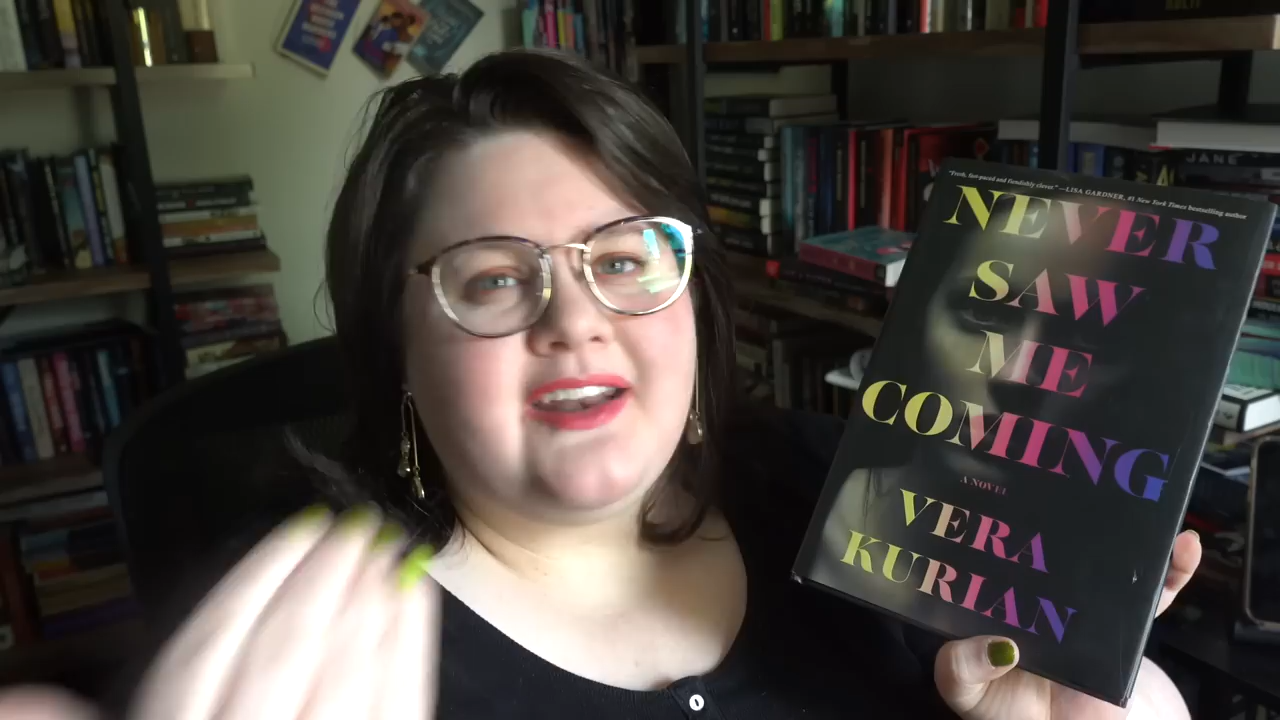 "Fresh, fast-paced and fiendishly clever." —LISA GARDNER, #1 New York Times bestselling author
NEVER
SAW
ME
COMING
A NOVEL
VERA
KURIAN
JANE